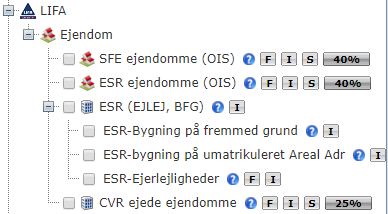 LIFA
Ejendom
SFE ejendomme (OIS) ? F I S 40%
ESR ejendomme (OIS) ? F I S 40%
ESR (EJLEJ, BFG) ? I
ESR-Bygning på fremmed grund ? I
ESR-bygning på umatrikuleret Areal Adr ? I
ESR-Ejerlejligheder ? F I
CVR ejede ejendomme ? F I S 25%